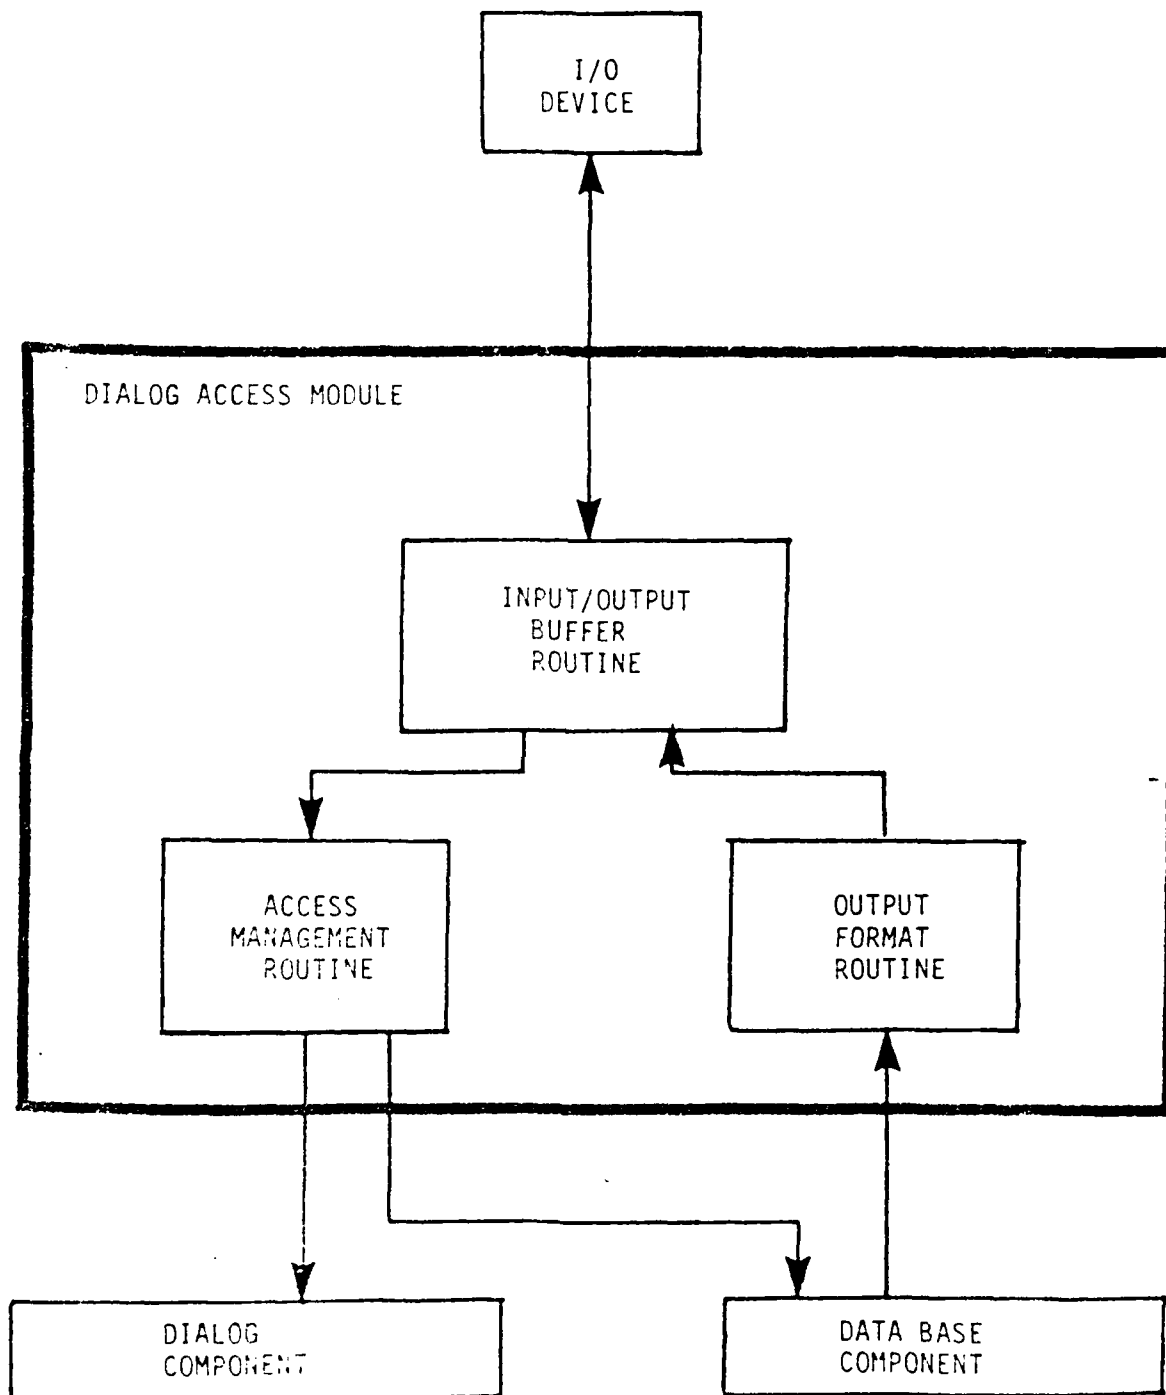 I/O
DEVICE
DIALOG ACCESS MODULE
INPUT/OUTPUT
BUFFER
ROUTINE
ACCESS
MANAGEMENT
ROUTINE
OUTPUT
FORMAT
ROUTINE
DIALOG
COMPONENT
DATA BASE
COMPONENT